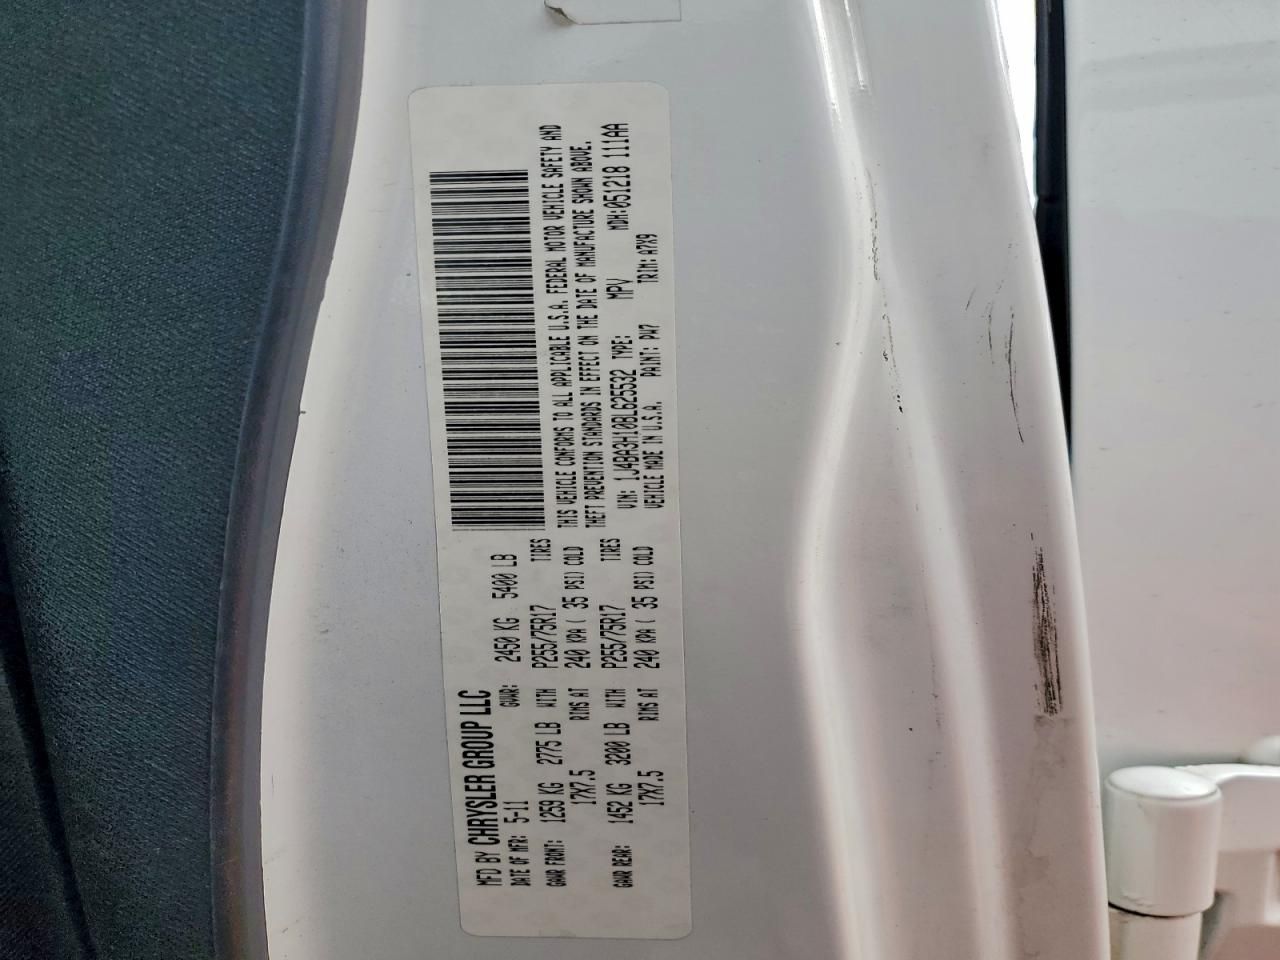 MFD BY CHRYSLER GROUP LLC
DATE OF MFR: 5-11 GVWR: 2450 KG 5400 LB
GAWR FRONT: 1259 KG 2775 LB WITH P255/75R17 TIRES
17X7.5 RIMS AT 240 KPA ( 35 PSI) COLD
GAWR REAR: 1452 KG 3200 LB WITH P255/75R17 TIRES
17X7.5 RIMS AT 240 KPA ( 35 PSI) COLD
THIS VEHICLE CONFORMS TO ALL APPLICABLE U.S.A. FEDERAL MOTOR VEHICLE SAFETY AND
THEFT PREVENTION STANDARDS IN EFFECT ON THE DATE OF MANUFACTURE SHOWN ABOVE.
VIN: 1J4BA3H10BL625532 TYPE: MPV MDH: 051218 111AA
VEHICLE MADE IN U.S.A. PAINT: PW7 TRIM: A7X9